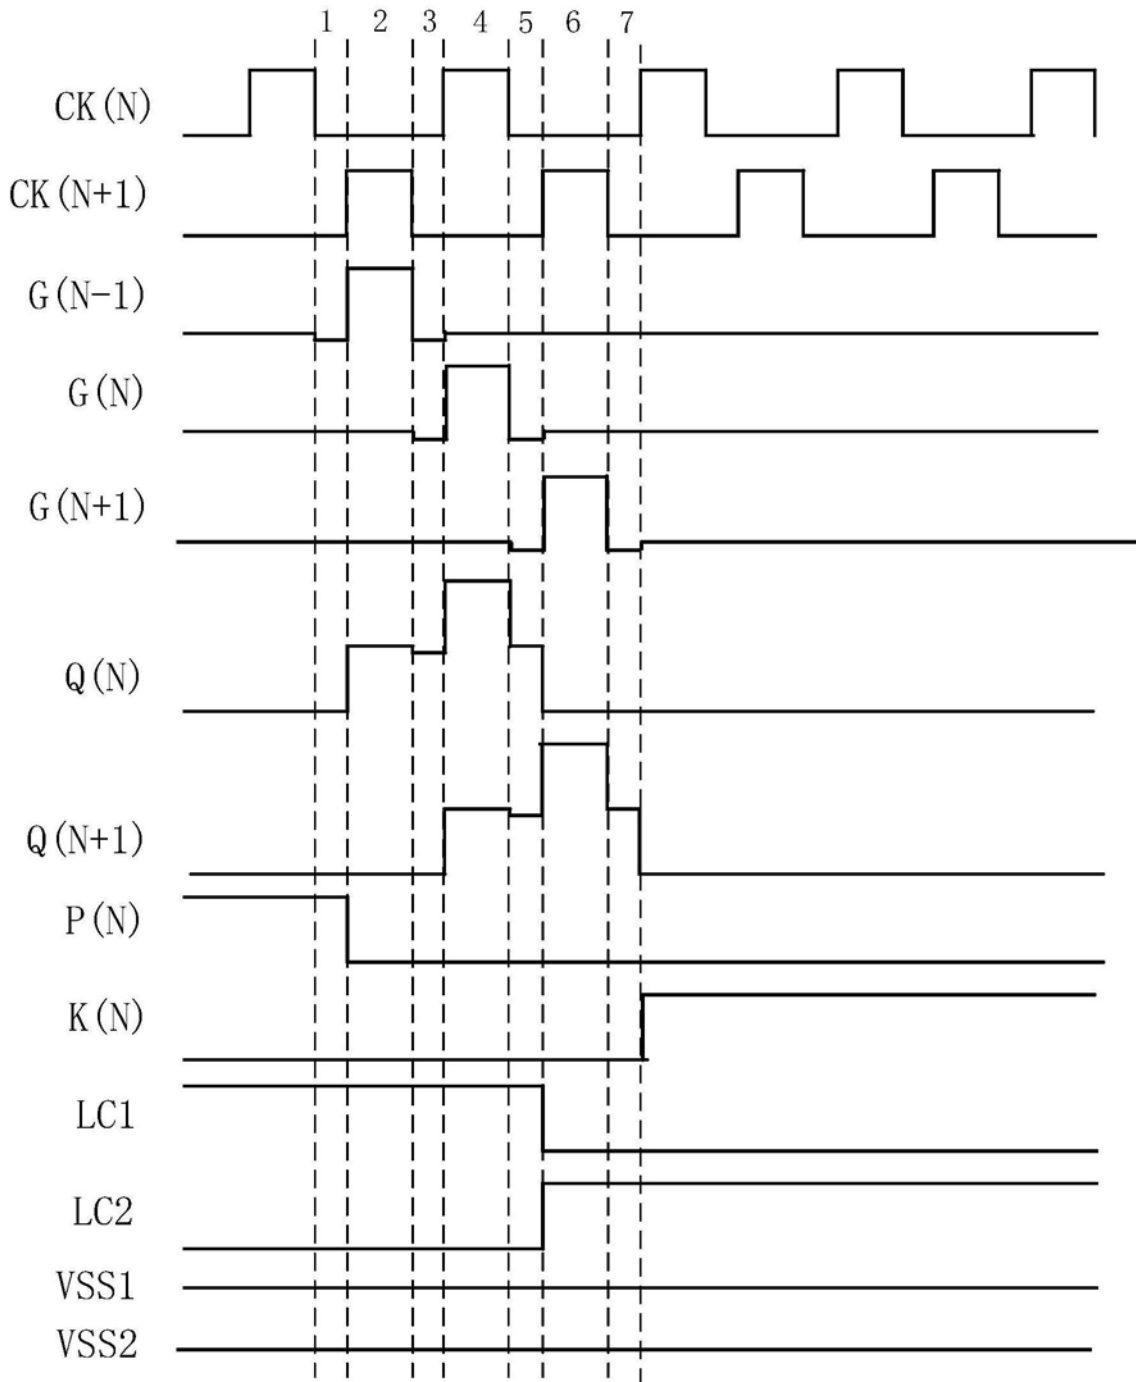 1 2 3 4 5 6 7
CK(N)
CK(N+1)
G(N-1)
G(N)
G(N+1)
Q(N)
Q(N+1)
P(N)
K(N)
LC1
LC2
VSS1
VSS2